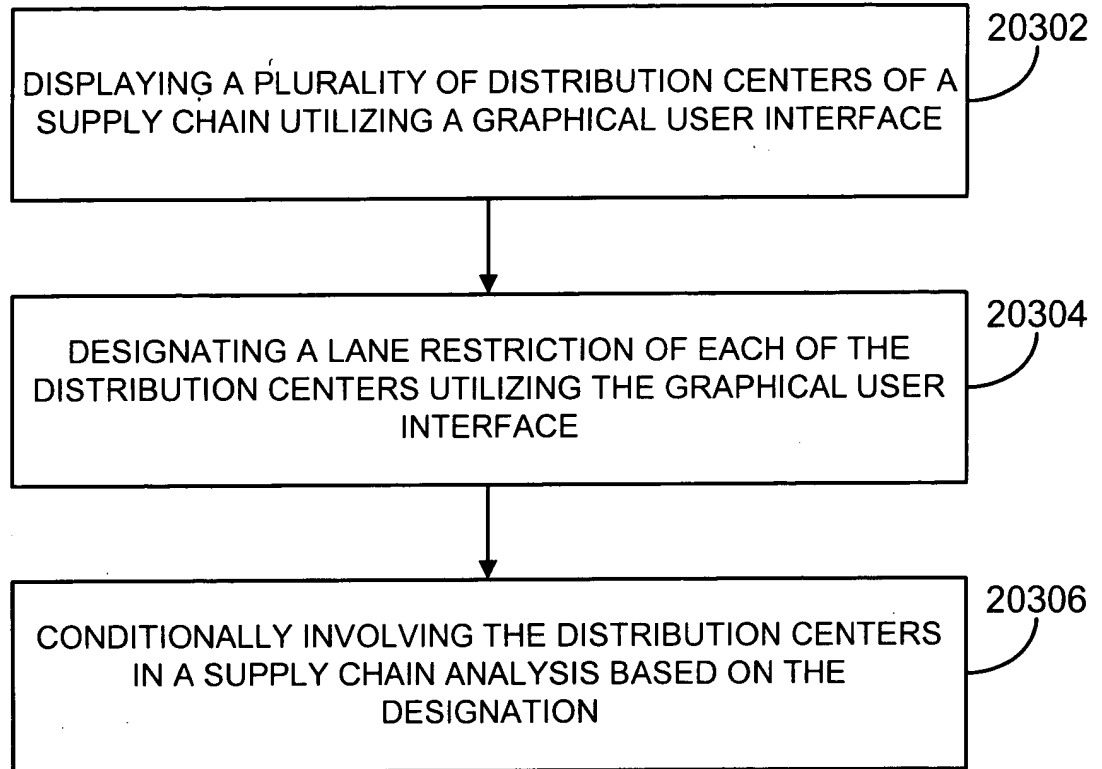 20302
DISPLAYING A PLURALITY OF DISTRIBUTION CENTERS OF A
SUPPLY CHAIN UTILIZING A GRAPHICAL USER INTERFACE
20304
DESIGNATING A LANE RESTRICTION OF EACH OF THE
DISTRIBUTION CENTERS UTILIZING THE GRAPHICAL USER
INTERFACE
20306
CONDITIONALLY INVOLVING THE DISTRIBUTION CENTERS
IN A SUPPLY CHAIN ANALYSIS BASED ON THE
DESIGNATION